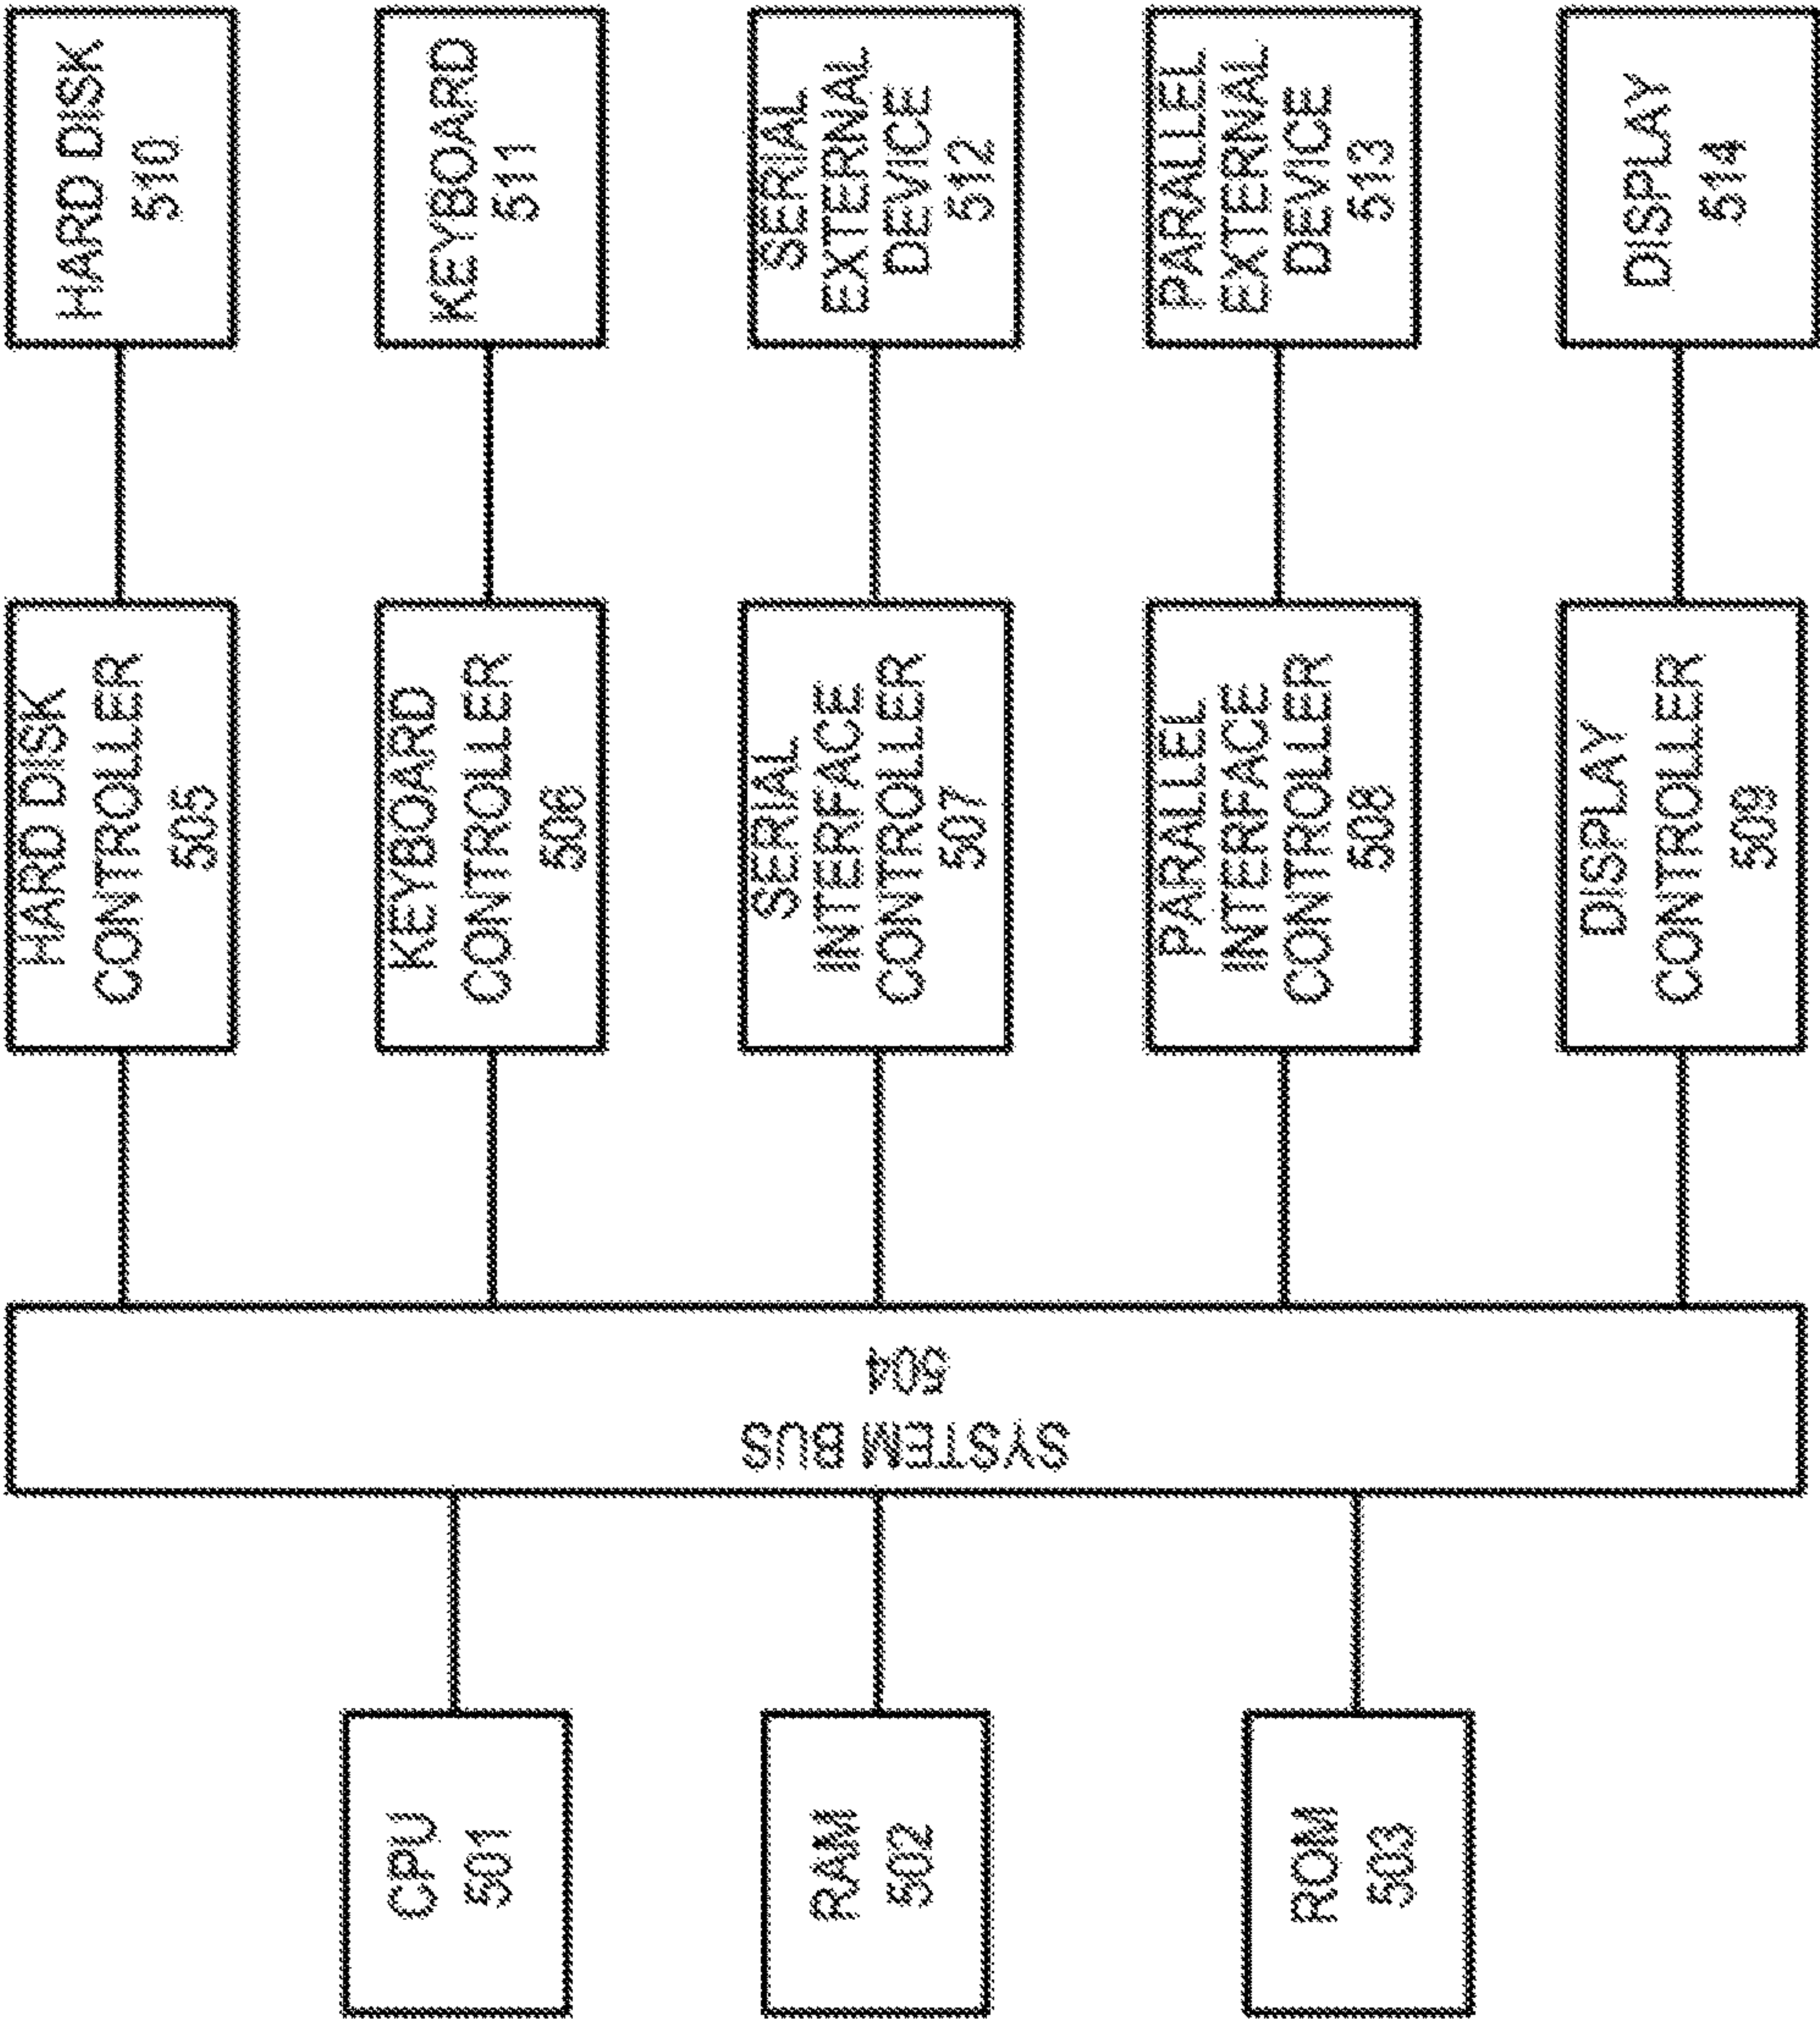 CPU
501
RAM
502
ROM
503
SYSTEM BUS
504
HARD DISK
CONTROLLER
505
KEYBOARD
CONTROLLER
506
SERIAL
INTERFACE
CONTROLLER
507
PARALLEL
INTERFACE
CONTROLLER
508
DISPLAY
CONTROLLER
509
HARD DISK
510
KEYBOARD
511
SERIAL
EXTERNAL
DEVICE
512
PARALLEL
EXTERNAL
DEVICE
513
DISPLAY
514